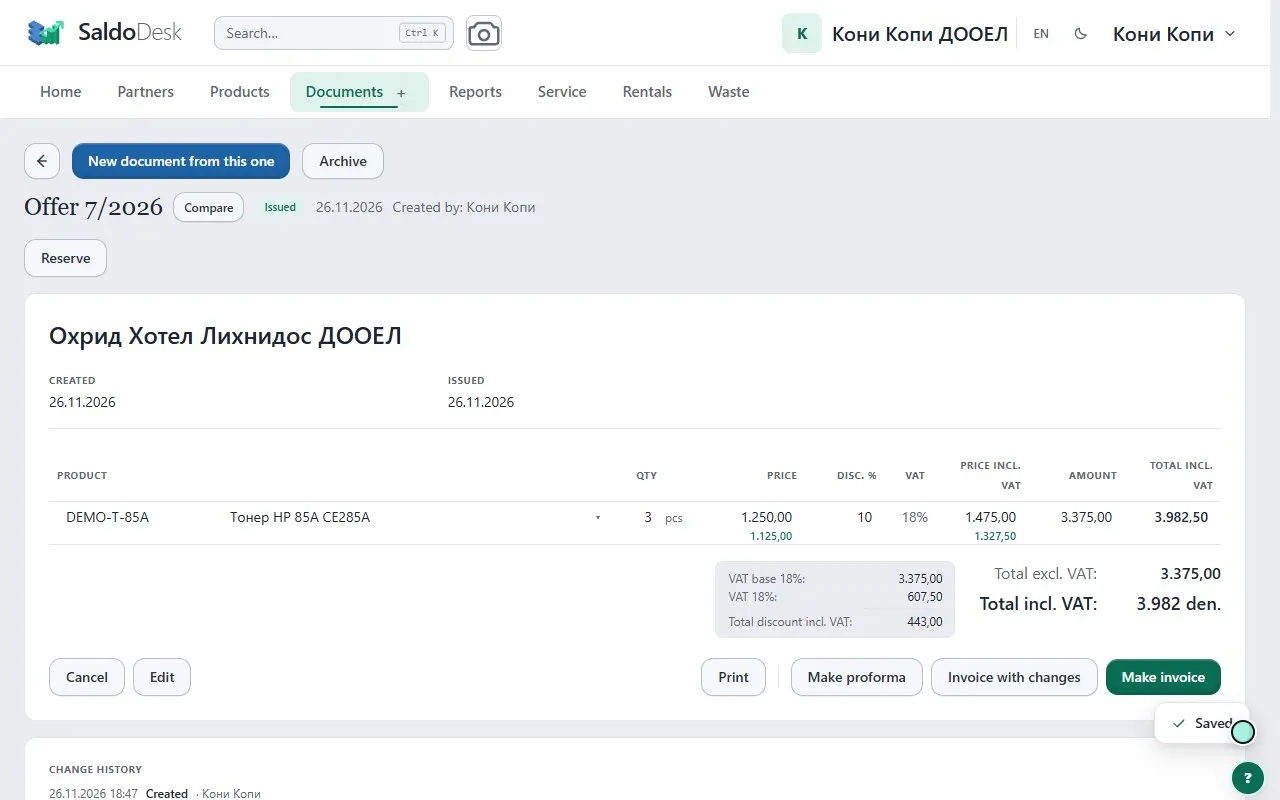 SaldoDesk
Search... Ctrl K
K Кони Копи ДООЕЛ EN Кони Копи
Home Partners Products Documents + Reports Service Rentals Waste
New document from this one Archive
Offer 7/2026 Compare Issued 26.11.2026 Created by: Кони Копи
Reserve
Охрид Хотел Лихнидос ДООЕЛ
CREATED ISSUED
26.11.2026 26.11.2026
PRODUCT QTY PRICE DISC. % VAT PRICE INCL. VAT AMOUNT TOTAL INCL. VAT
DEMO-T-85A Тонер HP 85A CE285A 3 pcs 1.250,00 10 18% 1.475,00 3.375,00 3.982,50
1.125,00 1.327,50
VAT base 18%: 3.375,00
VAT 18%: 607,50
Total discount incl. VAT: 443,00
Total excl. VAT: 3.375,00
Total incl. VAT: 3.982 den.
Cancel Edit Print Make proforma Invoice with changes Make invoice
Saved
?
CHANGE HISTORY
26.11.2026 18:47 Created · Кони Копи